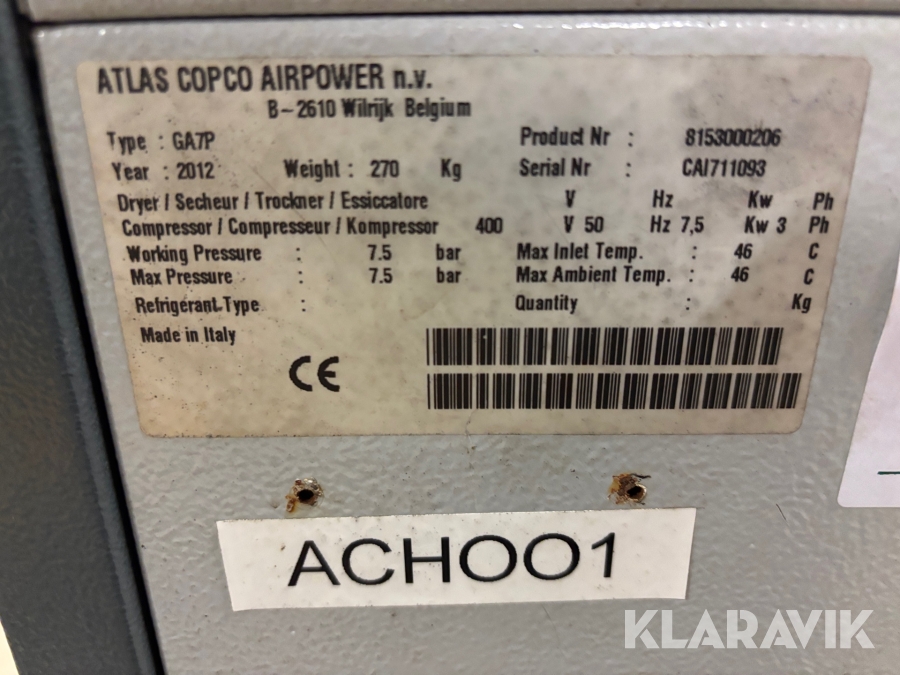 ATLAS COPCO AIRPOWER n.v.
B-2610 Wilrijk Belgium
Type : GA7P Product Nr : 8153000206
Year : 2012 Weight : 270 Kg Serial Nr : CAI711093
Dryer / Secheur / Trockner / Essiccatore V Hz Kw Ph
Compressor / Compresseur / Kompressor 400 V 50 Hz 7,5 Kw 3 Ph
Working Pressure : 7.5 bar Max Inlet Temp. : 46 C
Max Pressure : 7.5 bar Max Ambient Temp. : 46 C
Refrigerant Type : Quantity : Kg
Made in Italy
CE
ACH001
KLARAVIK